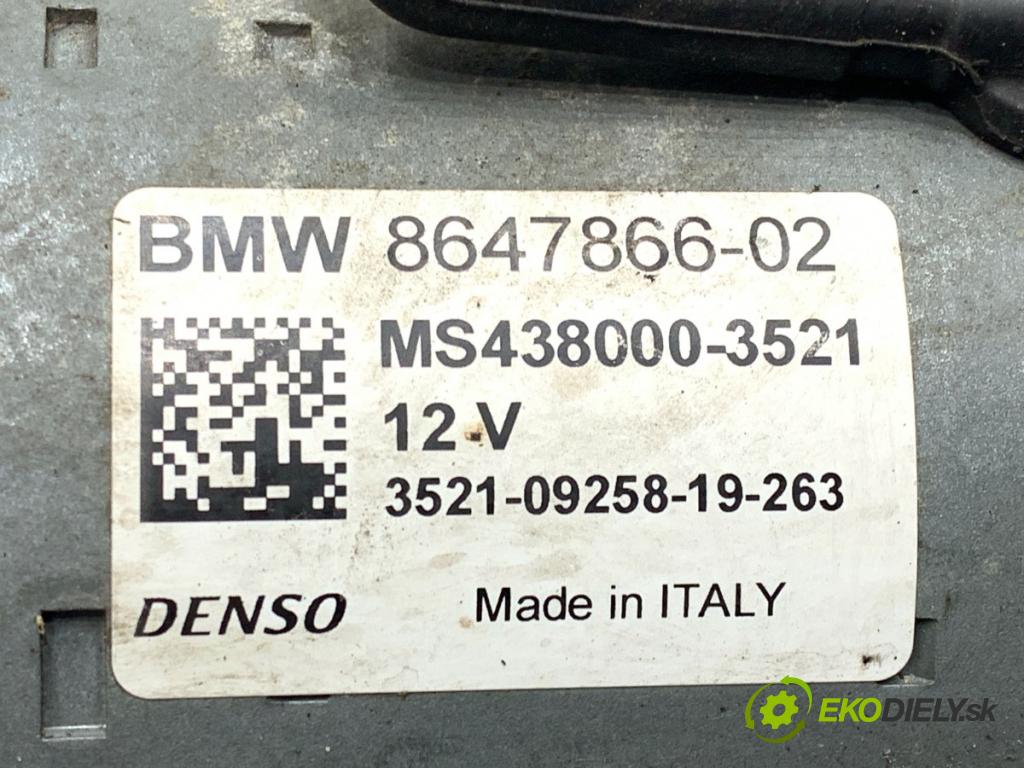 BMW 8647866-02
MS438000-3521
12 V
3521-09258-19-263
DENSO
Made in ITALY
EKODIELY.sk